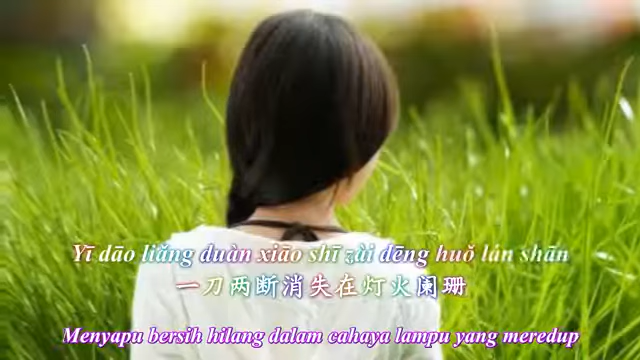 Yī dāo liǎng duàn xiāo shī zài dēng huǒ lán shān
一刀两断消失在灯火阑珊
Menyapu bersih hilang dalam cahaya lampu yang meredup